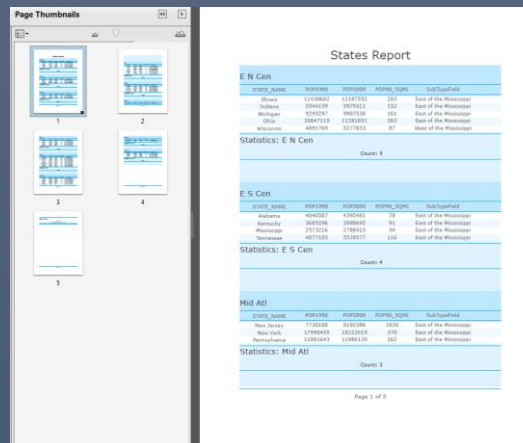 Page Thumbnails
1
2
3
4
5
States Report
E N Cen
STATE_NAME POP1990 POP2000 POP90_SQMI SubTypeField
Illinois 11430602 12187552 203 East of the Mississippi
Indiana 5544159 5979311 152 East of the Mississippi
Michigan 9295297 9907530 161 East of the Mississippi
Ohio 10847115 11281891 263 East of the Mississippi
Wisconsin 4891769 5277833 87 West of the Mississippi
Statistics: E N Cen
Count: 5
E S Cen
STATE_NAME POP1990 POP2000 POP90_SQMI SubTypeField
Alabama 4040587 4395401 78 East of the Mississippi
Kentucky 3685296 3988695 91 East of the Mississippi
Mississippi 2573216 2788415 54 East of the Mississippi
Tennessee 4877185 5539577 116 East of the Mississippi
Statistics: E S Cen
Count: 4
Mid Atl
STATE_NAME POP1990 POP2000 POP90_SQMI SubTypeField
New Jersey 7730188 8192386 1030 East of the Mississippi
New York 17990455 18223515 370 East of the Mississippi
Pennsylvania 11881643 11986139 262 East of the Mississippi
Statistics: Mid Atl
Count: 3
Page 1 of 5